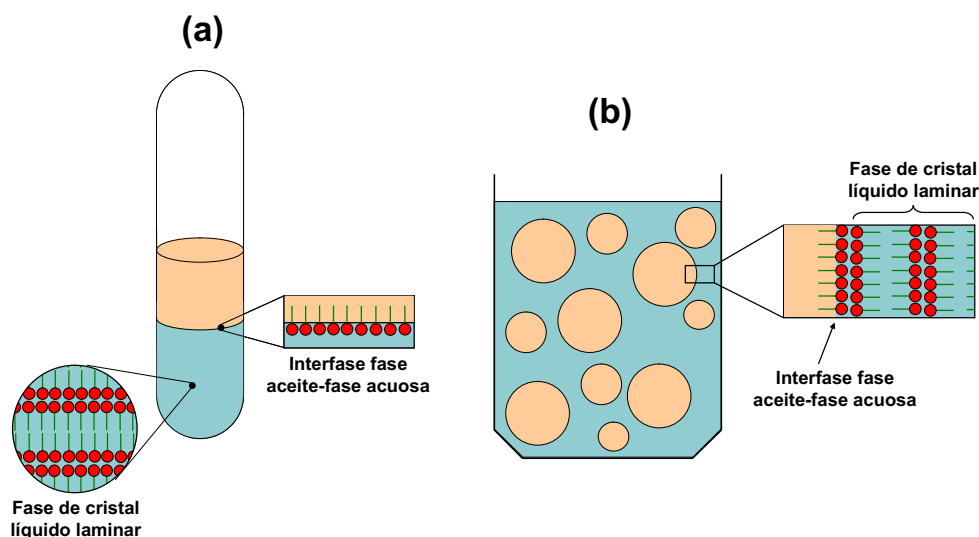 (a)
Interfase fase
aceite-fase acuosa
Fase de cristal
líquido laminar
(b)
Fase de cristal
líquido laminar
Interfase fase
aceite-fase acuosa